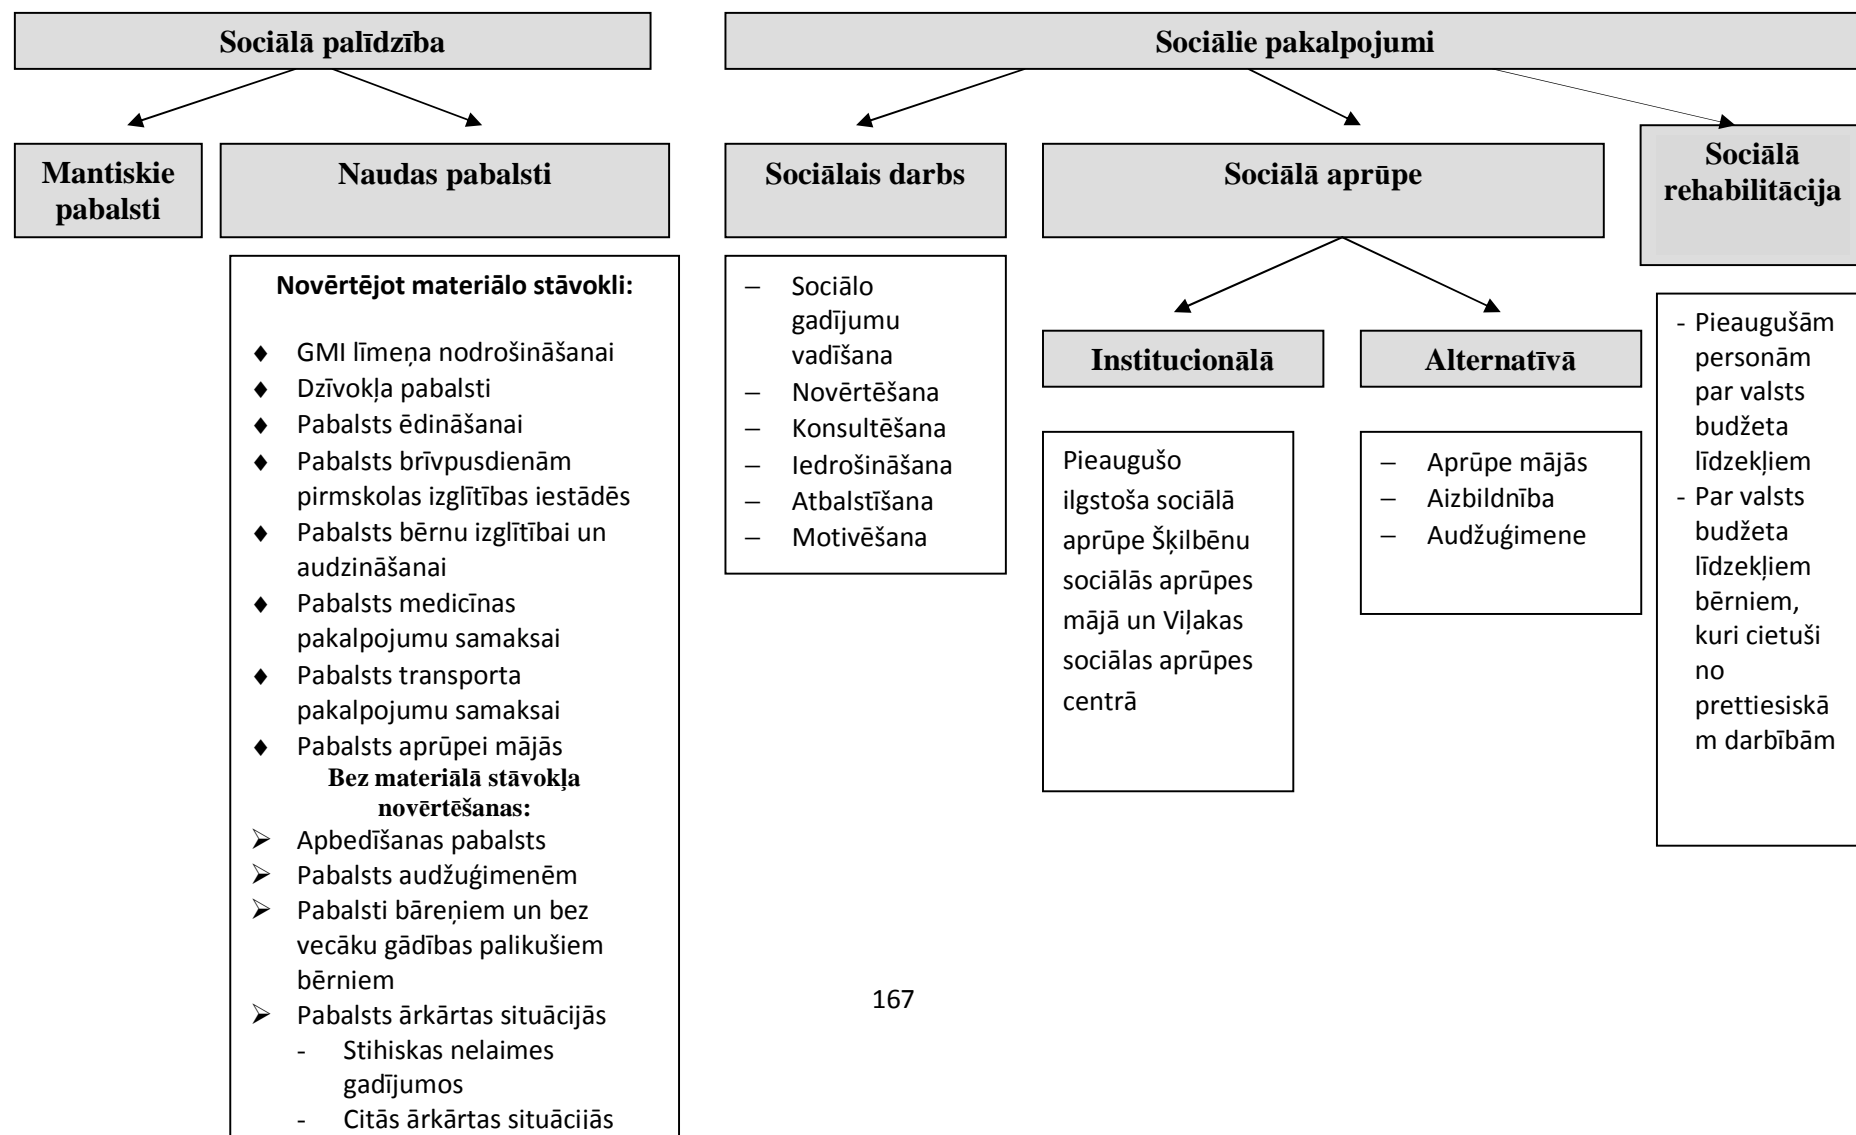 Sociālā palīdzība
Mantiskie
pabalsti
Naudas pabalsti
Novērtējot materiālo stāvokli:
♦ GMI līmeņa nodrošināšanai
♦ Dzīvokļa pabalsti
♦ Pabalsts ēdināšanai
♦ Pabalsts brīvpusdienām
pirmskolas izglītības iestādēs
♦ Pabalsts bērnu izglītībai un
audzināšanai
♦ Pabalsts medicīnas
pakalpojumu samaksai
♦ Pabalsts transporta
pakalpojumu samaksai
♦ Pabalsts aprūpei mājās
Bez materiālā stāvokļa
novērtēšanas:
➢ Apbedīšanas pabalsts
➢ Pabalsts audžuģimenēm
➢ Pabalsti bāreņiem un bez
vecāku gādības palikušiem
bērniem
➢ Pabalsts ārkārtas situācijās
- Stihiskas nelaimes
gadījumos
- Citās ārkārtas situācijās
Sociālie pakalpojumi
Sociālais darbs
– Sociālo
gadījumu
vadīšana
– Novērtēšana
– Konsultēšana
– Iedrošināšana
– Atbalstīšana
– Motivēšana
Sociālā aprūpe
Institucionālā
Pieaugušo
ilgstoša sociālā
aprūpe Šķilbēnu
sociālās aprūpes
mājā un Viļakas
sociālas aprūpes
centrā
Alternatīvā
– Aprūpe mājās
– Aizbildnība
– Audžuģimene
Sociālā
rehabilitācija
- Pieaugušām
personām
par valsts
budžeta
līdzekļiem
- Par valsts
budžeta
līdzekļiem
bērniem,
kuri cietuši
no
prettiesiskā
m darbībām
167